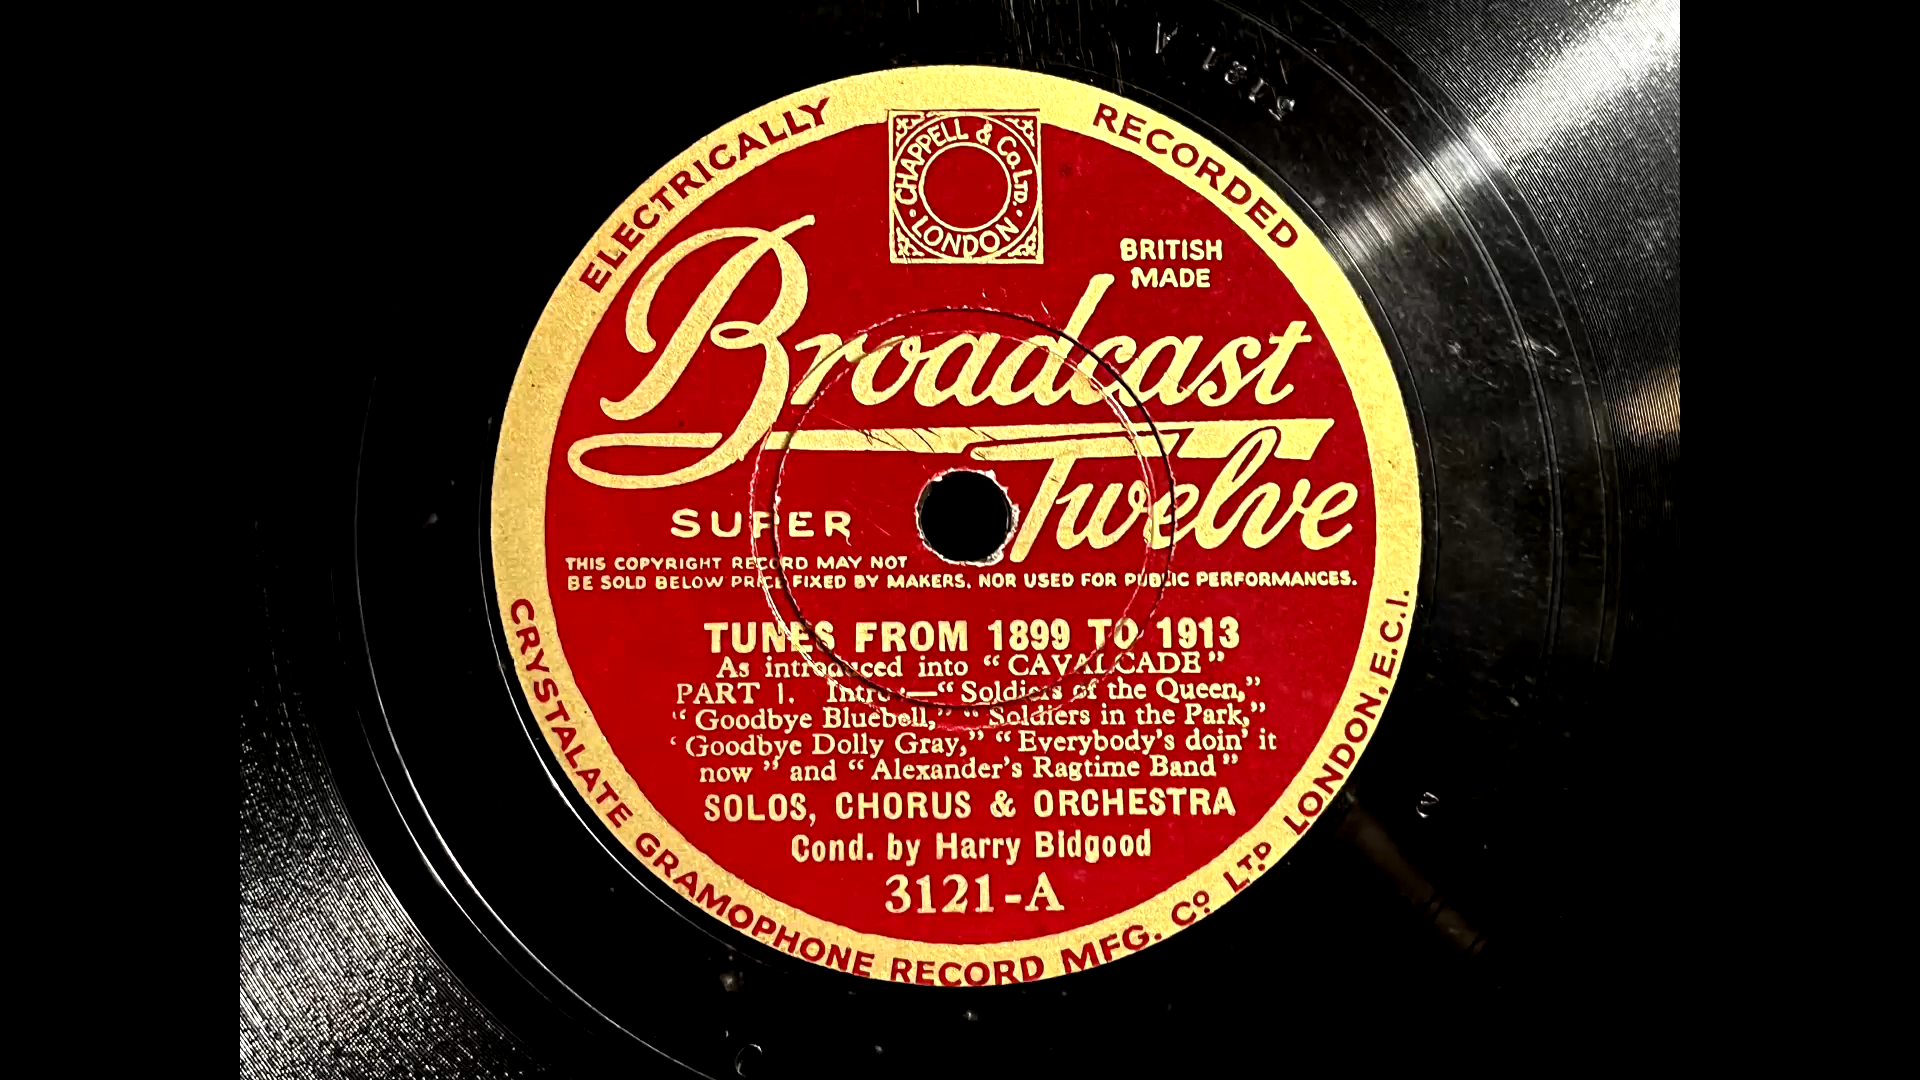 ELECTRICALLY RECORDED
CHAPPELL & Co. LTD.
LONDON
BRITISH
MADE
Broadcast
Twelve
SUPER
THIS COPYRIGHT RECORD MAY NOT
BE SOLD BELOW PRICE FIXED BY MAKERS, NOR USED FOR PUBLIC PERFORMANCES.
TUNES FROM 1899 TO 1913
As introduced into “CAVALCADE”
PART 1. Intro:—“Soldiers of the Queen,”
“Goodbye Bluebell,” “Soldiers in the Park,”
‘Goodbye Dolly Gray,” “Everybody's doin' it
now” and “Alexander's Ragtime Band”
SOLOS, CHORUS & ORCHESTRA
Cond. by Harry Bidgood
3121-A
CRYSTALATE GRAMOPHONE RECORD MFG. Co LTD LONDON, E.C.I.